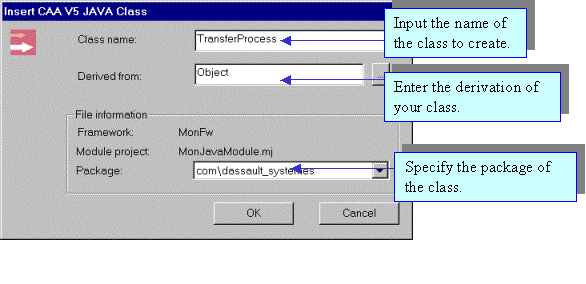 Insert CAA V5 JAVA Class
Class name:
TransferProcess
Input the name of
the class to create.
Derived from:
Object
...
Enter the derivation of
your class.
File information
Framework:
MonFw
Module project:
MonJavaModule.mj
Package:
com\dassault_systemes
Specify the package of
the class.
OK
Cancel